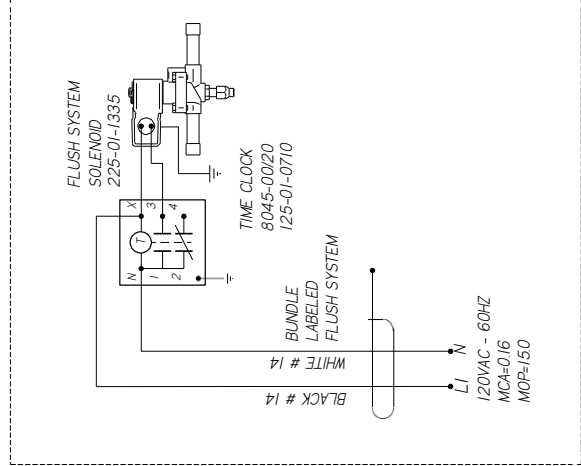 FLUSH SYSTEM
SOLENOID
225-01-1335
TIME CLOCK
8045-00/20
125-01-0710
X
3
4
T
N
1
2
BUNDLE
LABELED
FLUSH SYSTEM
WHITE # 14
BLACK # 14
L1
N
120VAC - 60HZ
MCA=0.16
MOP=15.0